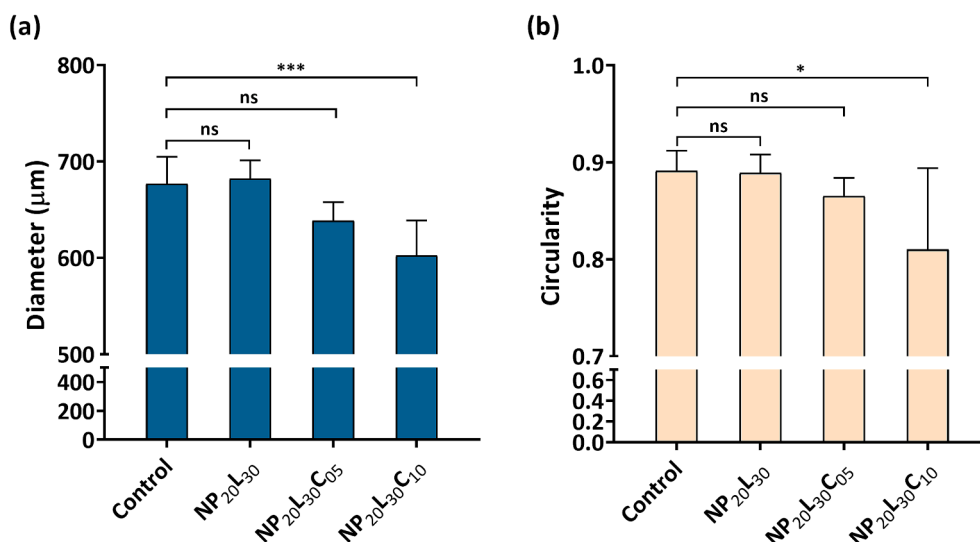 (a)
Diameter (μm)
800
700
600
500
400
200
0
***
ns
ns
Control
NP₂₀L₃₀
NP₂₀L₃₀C₀₅
NP₂₀L₃₀C₁₀
(b)
Circularity
1.0
0.9
0.8
0.7
0.6
0.4
0.2
0.0
*
ns
ns
Control
NP₂₀L₃₀
NP₂₀L₃₀C₀₅
NP₂₀L₃₀C₁₀